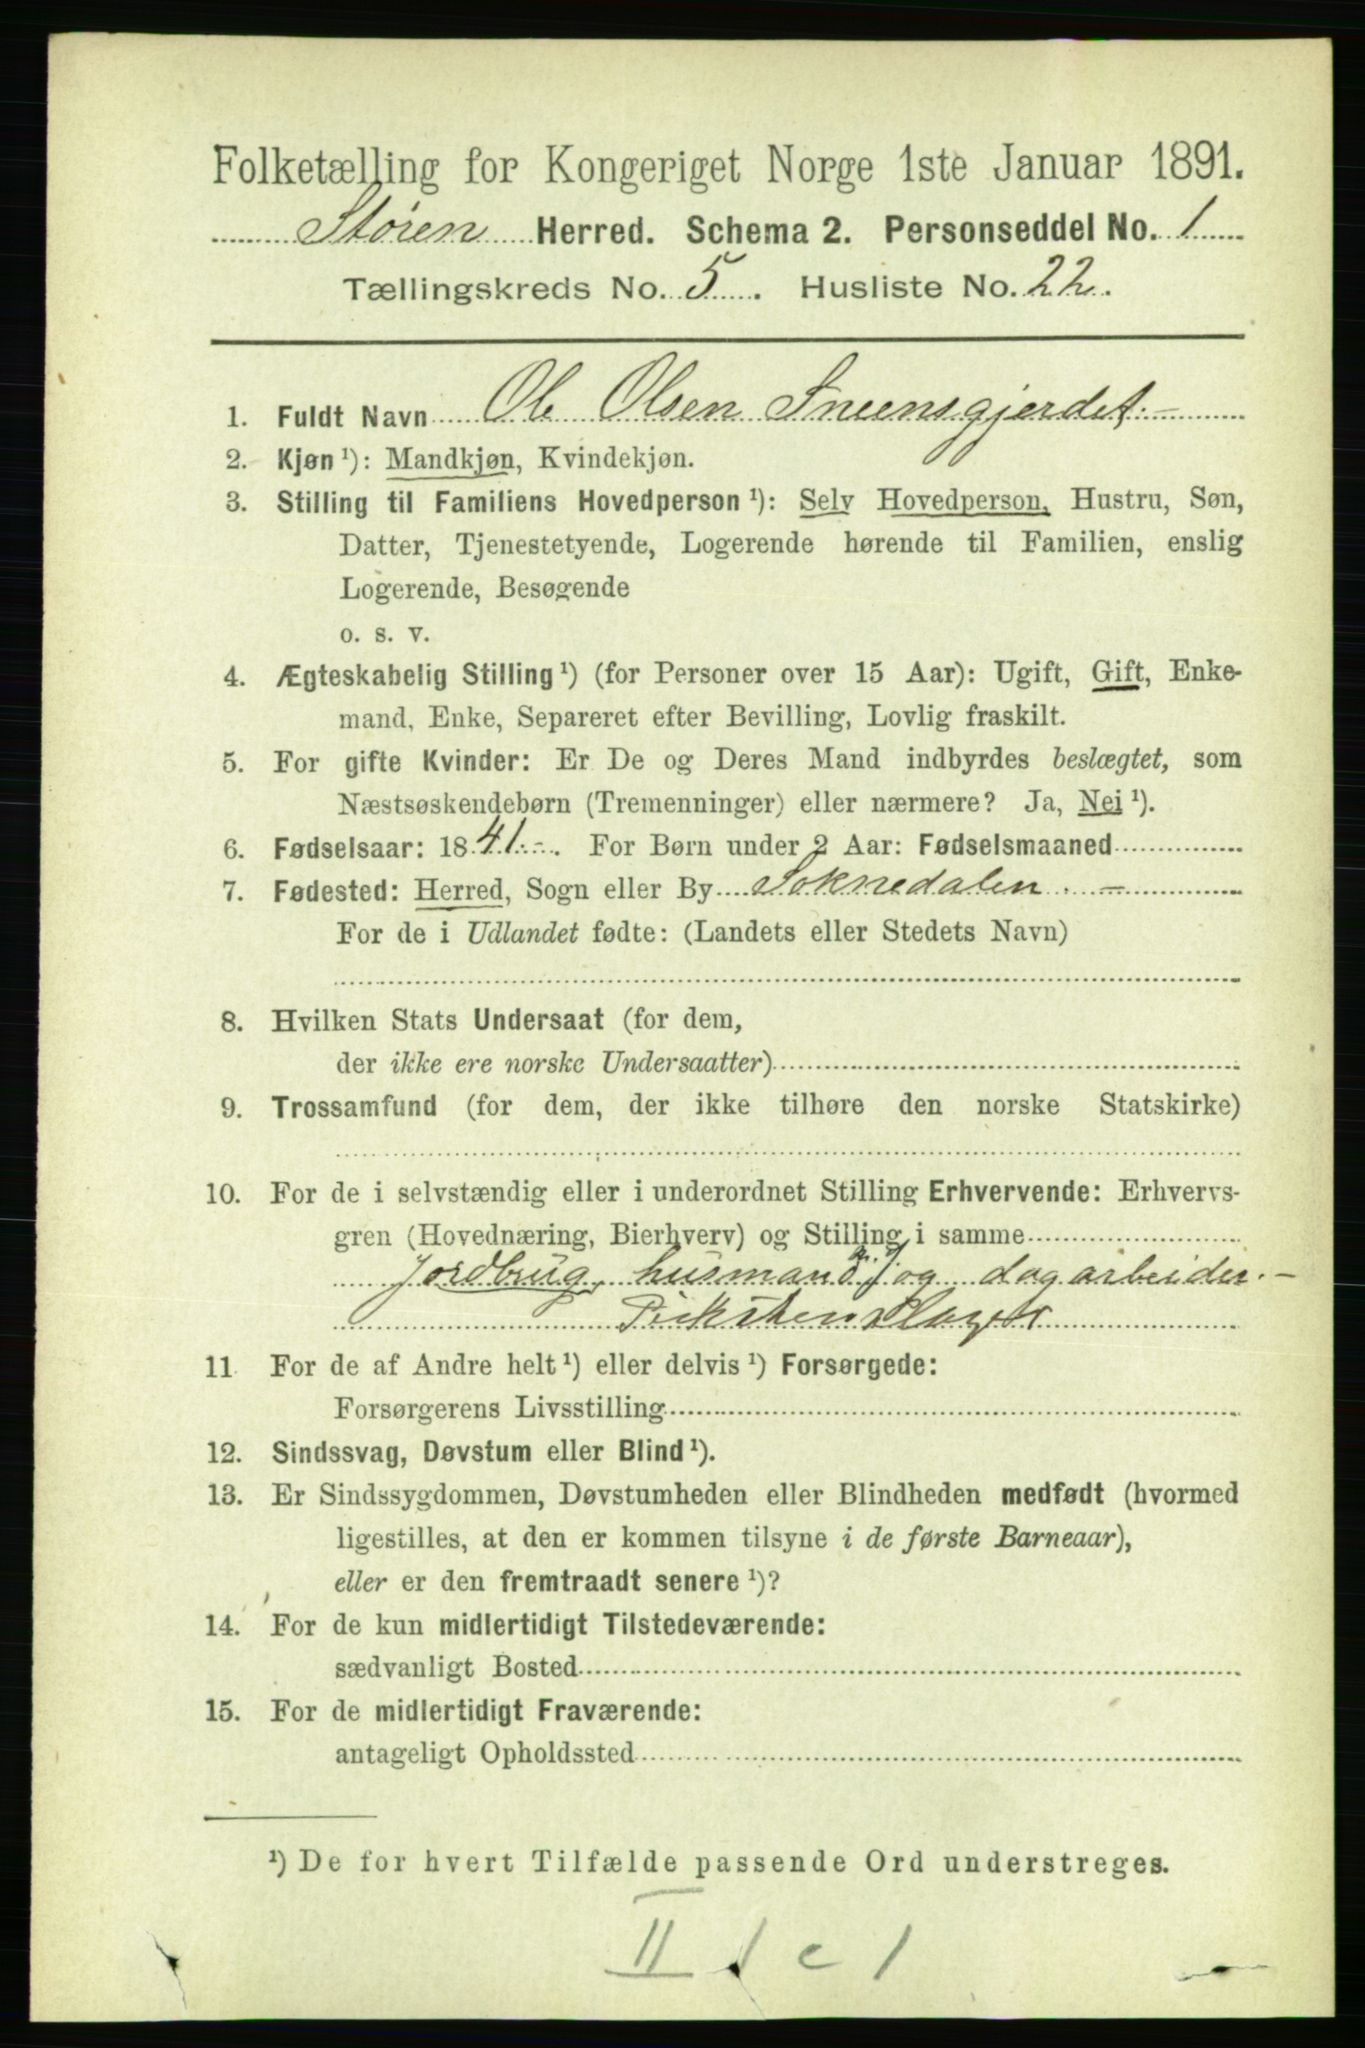 Folketælling for Kongeriget Norge 1ste Januar 1891.
Støren Herred. Schema 2. Personseddel No. 1
Tællingskreds No. 5. Husliste No. 22.
1. Fuldt Navn Ole Olsen Sneensgjerdet.-
2. Kjøn ¹): Mandkjøn, Kvindekjøn.
3. Stilling til Familiens Hovedperson ¹): Selv Hovedperson, Hustru, Søn,
Datter, Tjenestetyende, Logerende hørende til Familien, enslig
Logerende, Besøgende
o. s. v.
4. Ægteskabelig Stilling ¹) (for Personer over 15 Aar): Ugift, Gift, Enke-
mand, Enke, Separeret efter Bevilling, Lovlig fraskilt.
5. For gifte Kvinder: Er De og Deres Mand indbyrdes beslægtet, som
Næstsøskendebørn (Tremenninger) eller nærmere? Ja, Nei ¹).
6. Fødselsaar: 1841.-. For Børn under 2 Aar: Fødselsmaaned
7. Fødested: Herred, Sogn eller By Soknedalen. -
For de i Udlandet fødte: (Landets eller Stedets Navn)
8. Hvilken Stats Undersaat (for dem,
der ikke ere norske Undersaatter)
9. Trossamfund (for dem, der ikke tilhøre den norske Statskirke)
10. For de i selvstændig eller i underordnet Stilling Erhvervende: Erhvervs-
gren (Hovednæring, Bierhverv) og Stilling i samme
Jordbrug, husmand m. J. og dagarbeider.-
11. For de af Andre helt ¹) eller delvis ¹) Forsørgede:
Forsørgerens Livsstilling
12. Sindssvag, Døvstum eller Blind ¹).
13. Er Sindssygdommen, Døvstumheden eller Blindheden medfødt (hvormed
ligestilles, at den er kommen tilsyne i de første Barneaar),
eller er den fremtraadt senere ¹)?
14. For de kun midlertidigt Tilstedeværende:
sædvanligt Bosted
15. For de midlertidigt Fraværende:
antageligt Opholdssted
¹) De for hvert Tilfælde passende Ord understreges.
II 1 c 1